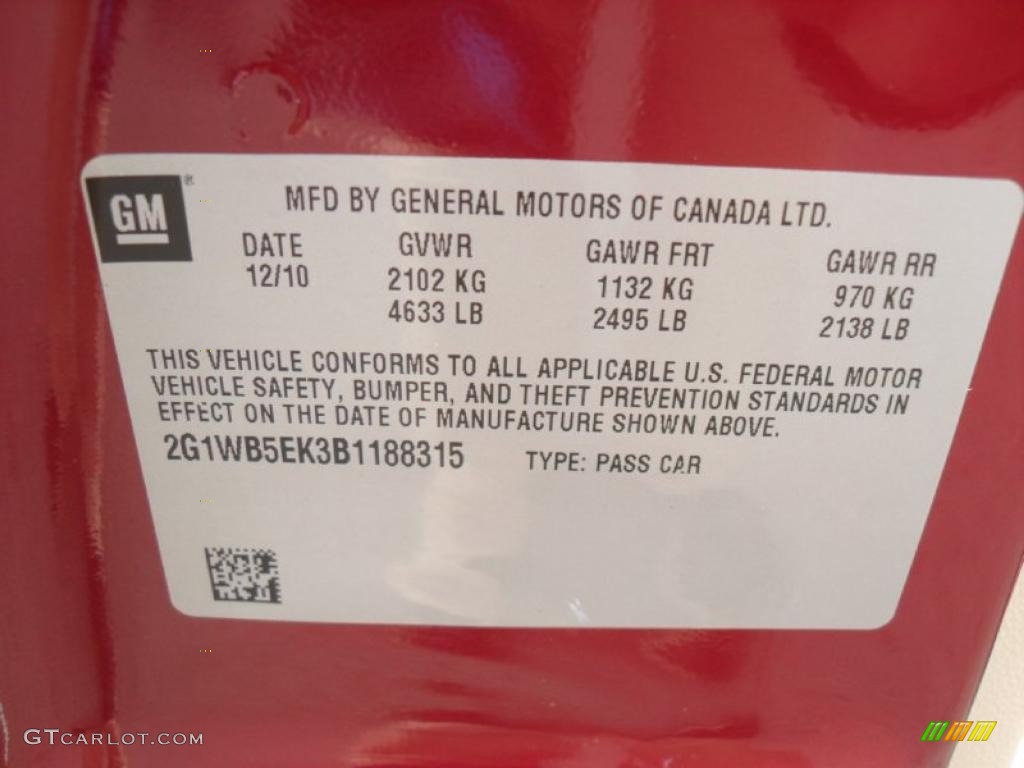 GM
MFD BY GENERAL MOTORS OF CANADA LTD.
DATE GVWR GAWR FRT GAWR RR
12/10 2102 KG 1132 KG 970 KG
4633 LB 2495 LB 2138 LB
THIS VEHICLE CONFORMS TO ALL APPLICABLE U.S. FEDERAL MOTOR
VEHICLE SAFETY, BUMPER, AND THEFT PREVENTION STANDARDS IN
EFFECT ON THE DATE OF MANUFACTURE SHOWN ABOVE.
2G1WB5EK3B1188315 TYPE: PASS CAR
GTCARLOT.COM